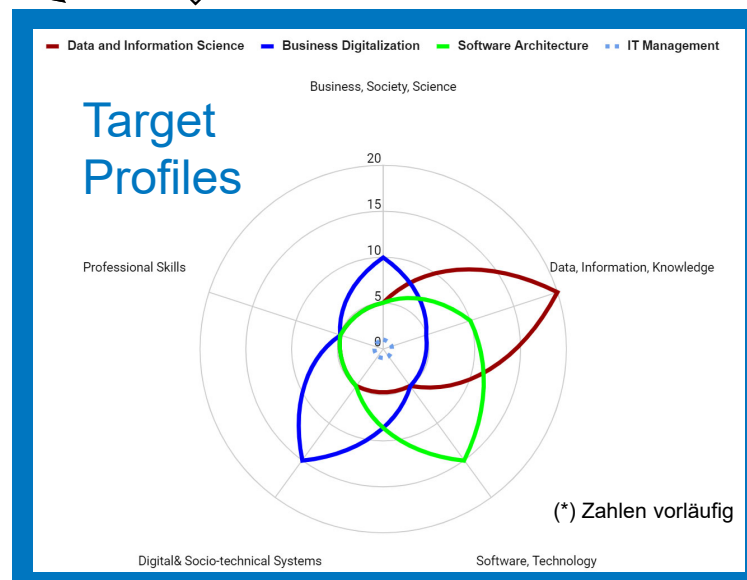 Data and Information Science Business Digitalization Software Architecture IT Management
Business, Society, Science
Target
Profiles
20
15
10
5
0
Professional Skills
Data, Information, Knowledge
(*) Zahlen vorläufig
Digital& Socio-technical Systems
Software, Technology